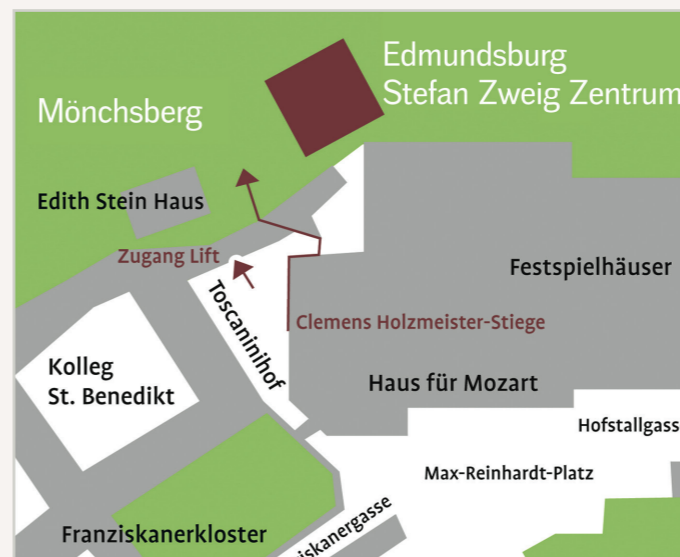 Edmundsburg
Stefan Zweig Zentrum
Mönchsberg
Edith Stein Haus
Zugang Lift
Festspielhäuser
Toscaninihof
Clemens Holzmeister-Stiege
Kolleg
St. Benedikt
Haus für Mozart
Hofstallgass
Max-Reinhardt-Platz
iskanergasse
Franziskanerkloster